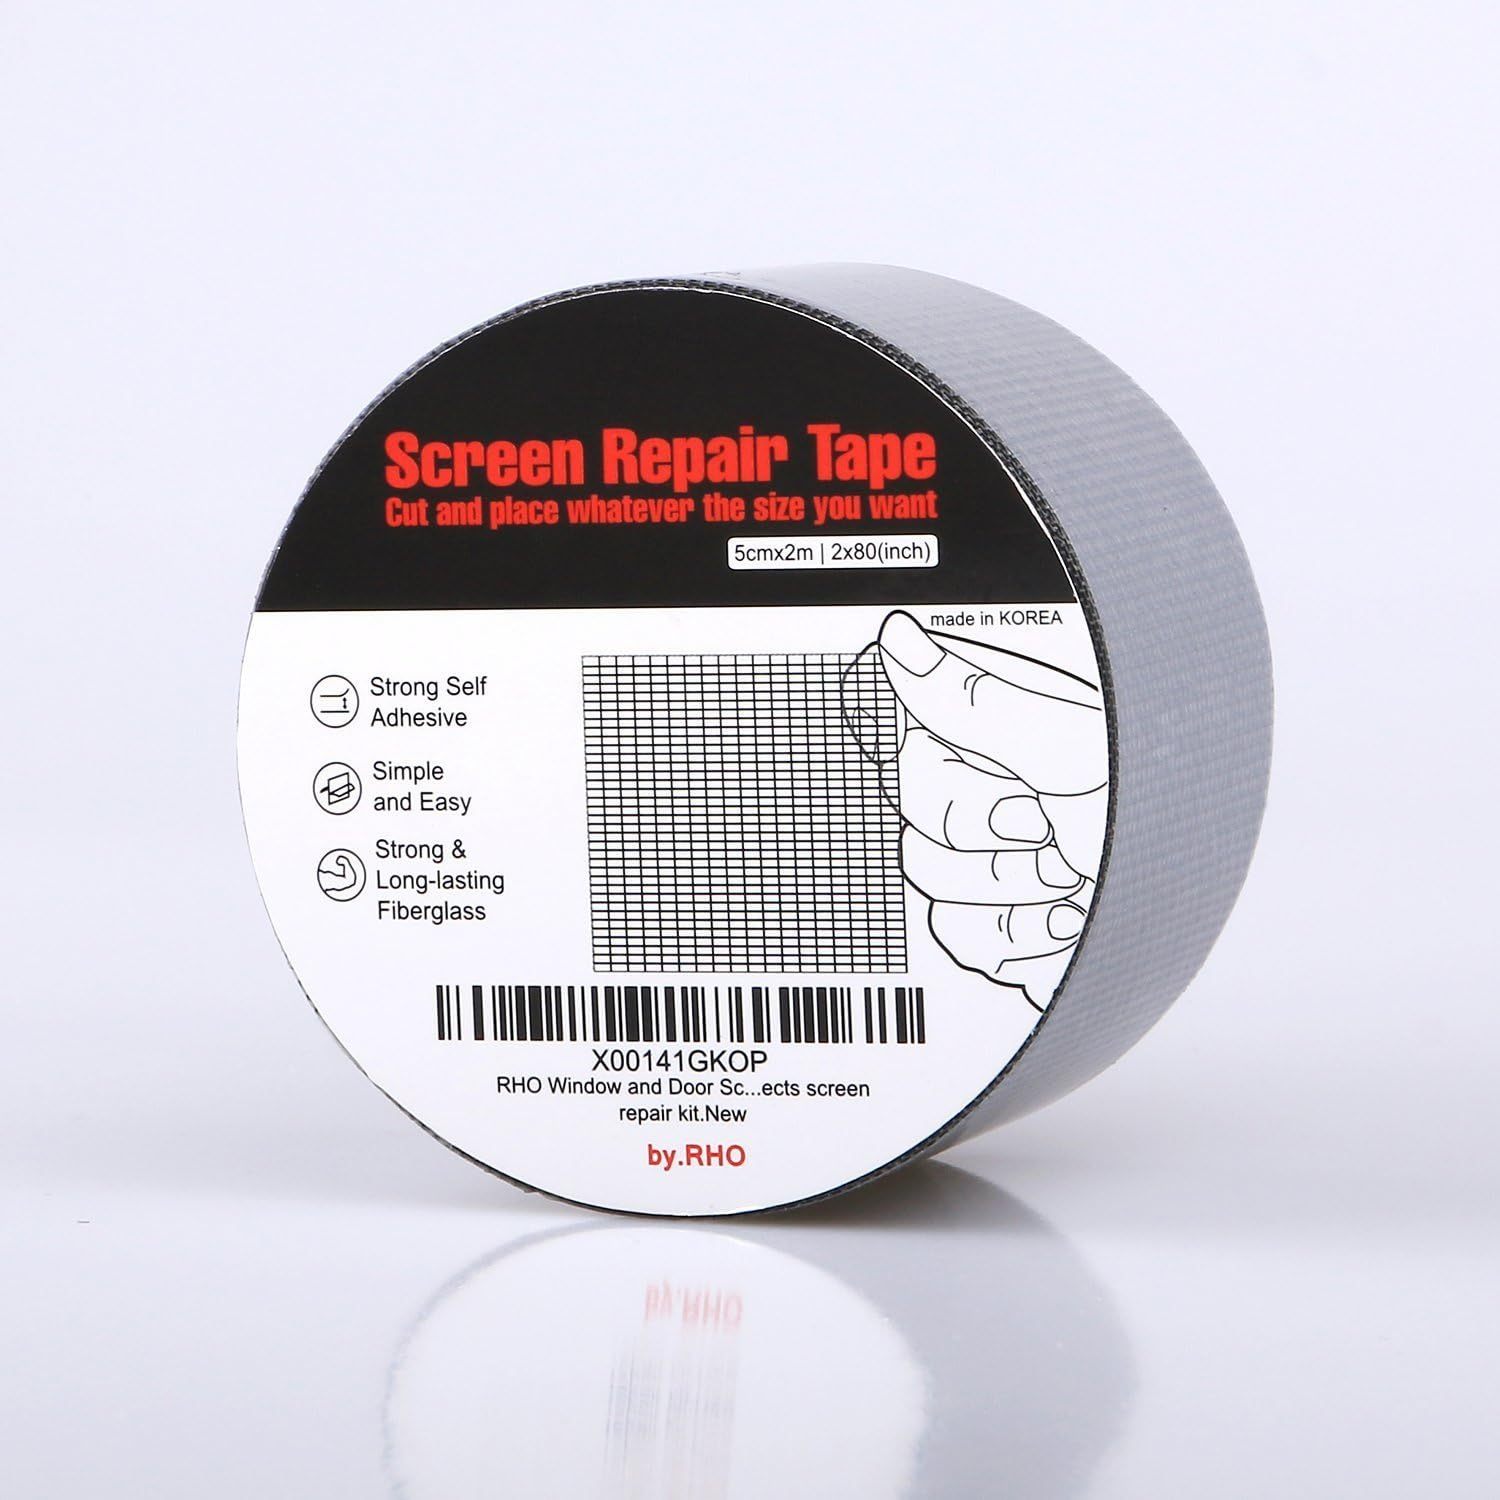 Screen Repair Tape
Cut and place whatever the size you want
5cmx2m | 2x80(inch)
made in KOREA
Strong Self
Adhesive
Simple
and Easy
Strong &
Long-lasting
Fiberglass
X00141GKOP
RHO Window and Door Sc...ects screen
repair kit.New
by.RHO